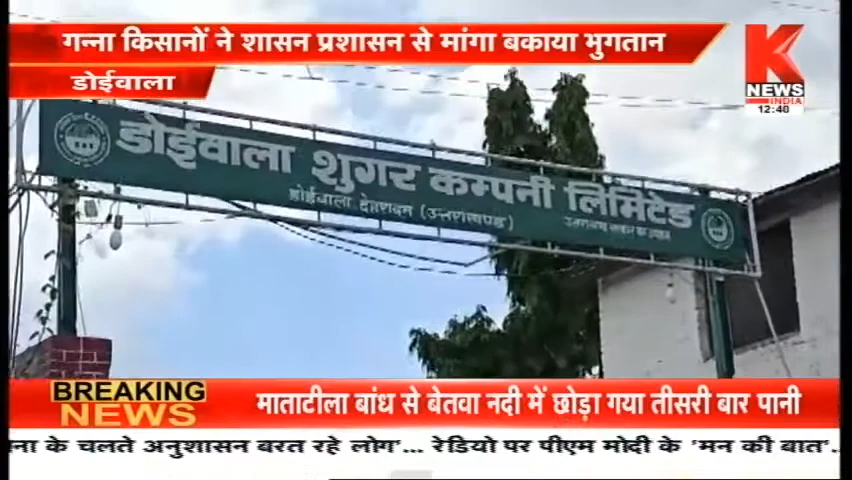 गन्ना किसानों ने शासन प्रशासन से मांगा बकाया भुगतान
डोईवाला
K
NEWS
INDIA
12:40
डोईवाला शुगर कम्पनी लिमिटेड
डोईवाला देहरादून (उत्तराखण्ड)
BREAKING
NEWS
माताटीला बांध से बेतवा नदी में छोड़ा गया तीसरी बार पानी
ना के चलते अनुशासन बरत रहे लोग'... रेडियो पर पीएम मोदी के 'मन की बात'..